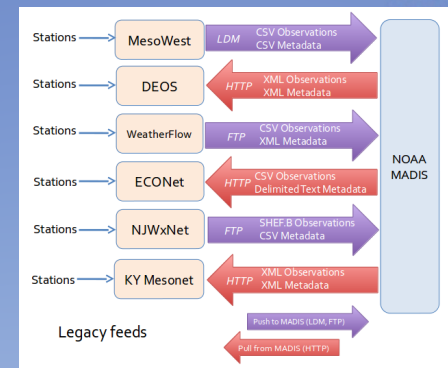 Stations
MesoWest
LDM
CSV Observations
CSV Metadata
Stations
DEOS
HTTP
XML Observations
XML Metadata
Stations
WeatherFlow
FTP
CSV Observations
XML Metadata
NOAA
MADIS
Stations
ECONet
HTTP
CSV Observations
Delimited Text Metadata
Stations
NJWxNet
FTP
SHEF.B Observations
CSV Metadata
Stations
KY Mesonet
HTTP
XML Observations
XML Metadata
Legacy feeds
Push to MADIS (LDM, FTP)
Pull from MADIS (HTTP)